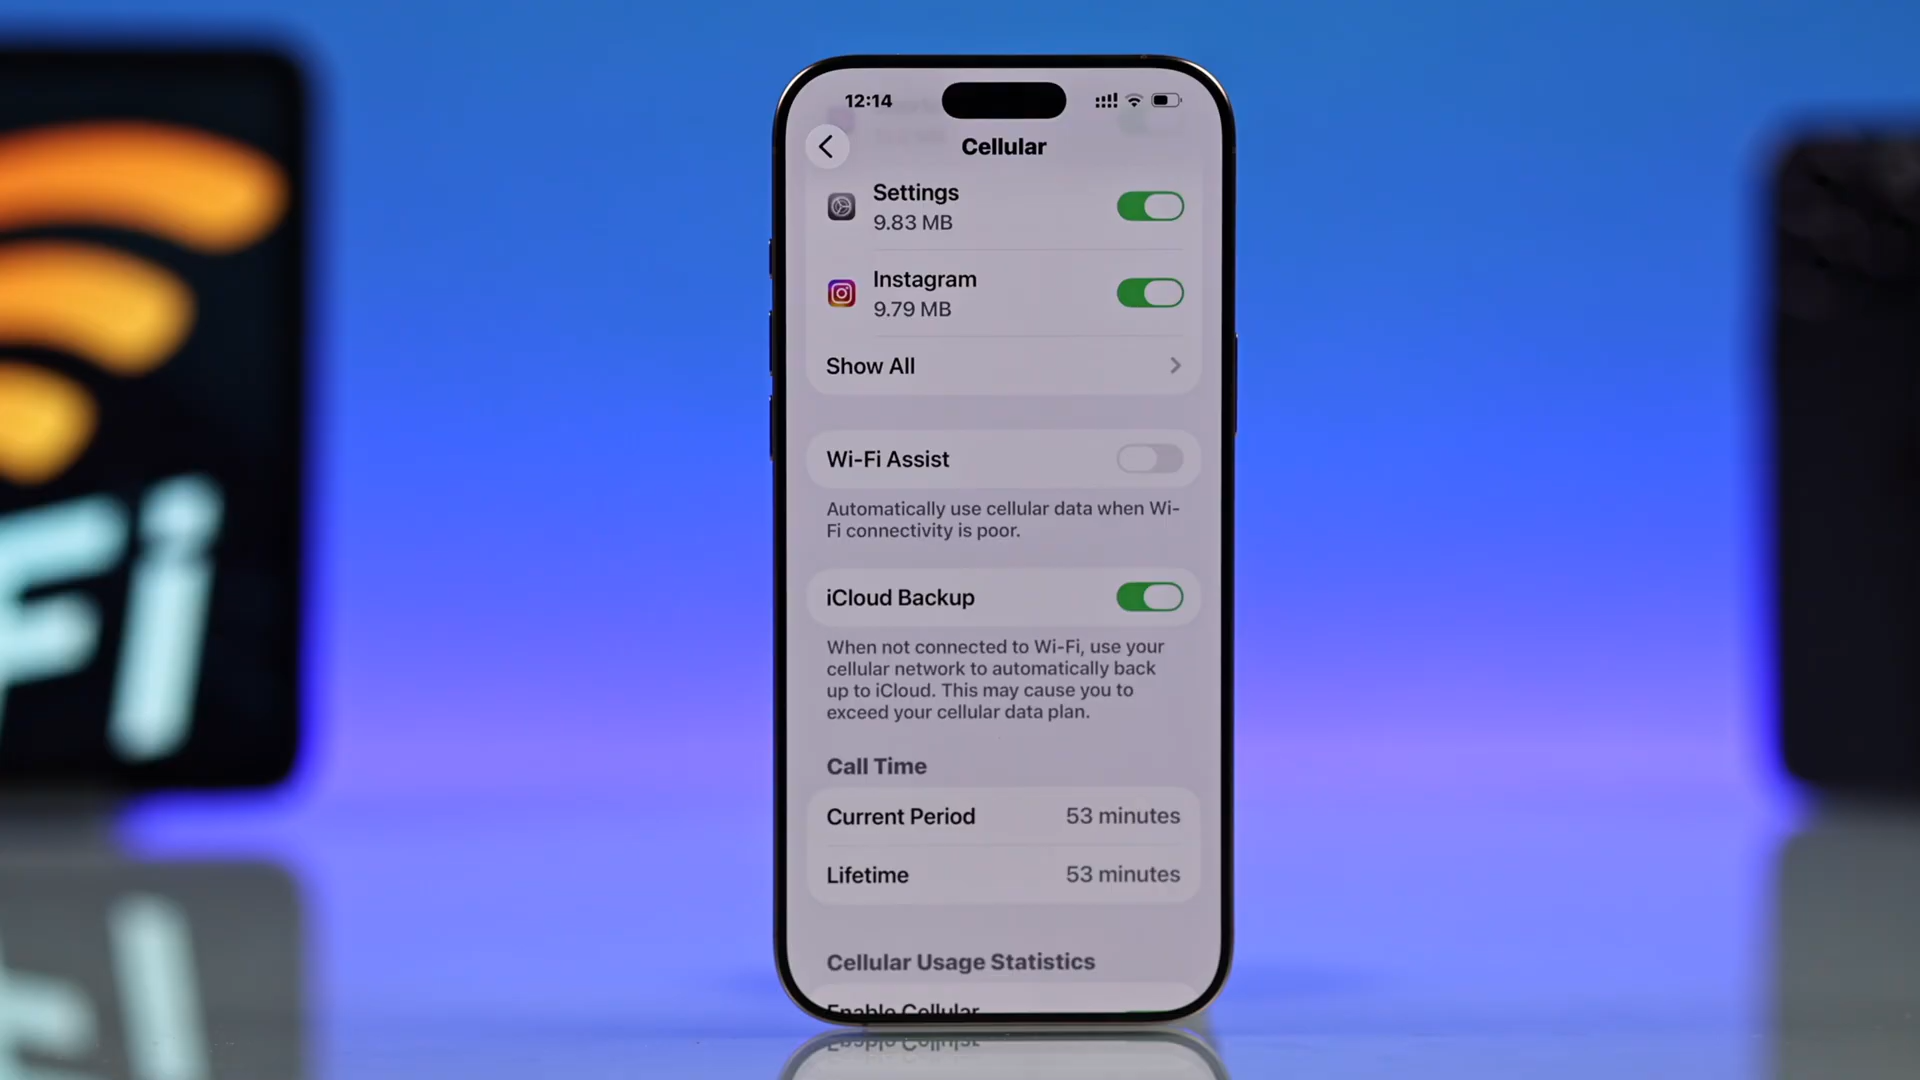 12:14
Cellular
Settings
9.83 MB
Instagram
9.79 MB
Show All
Wi-Fi Assist
Automatically use cellular data when Wi-
Fi connectivity is poor.
iCloud Backup
When not connected to Wi-Fi, use your
cellular network to automatically back
up to iCloud. This may cause you to
exceed your cellular data plan.
Call Time
Current Period 53 minutes
Lifetime 53 minutes
Cellular Usage Statistics
Enable Cellular
Fi